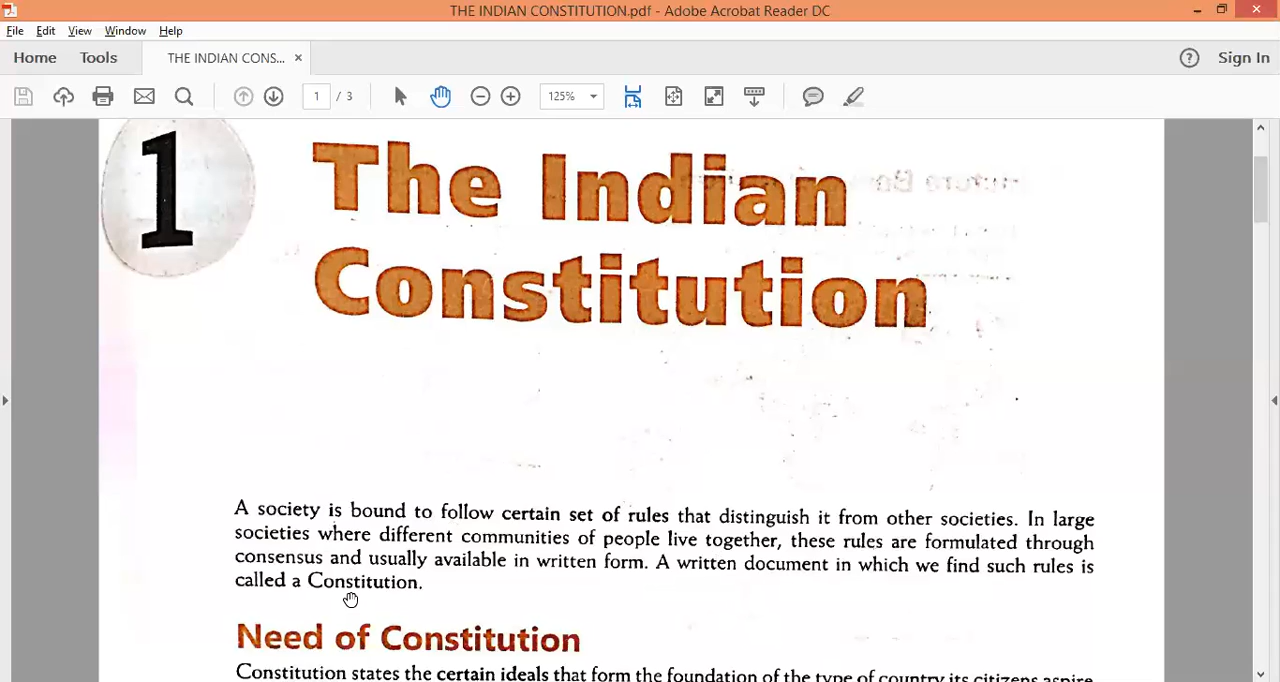 THE INDIAN CONSTITUTION.pdf - Adobe Acrobat Reader DC
File Edit View Window Help
Home Tools THE INDIAN CONS... × Sign In
1 / 3 125%
1
The Indian
Constitution
A society is bound to follow certain set of rules that distinguish it from other societies. In large
societies where different communities of people live together, these rules are formulated through
consensus and usually available in written form. A written document in which we find such rules is
called a Constitution.
Need of Constitution
Constitution states the certain ideals that form the foundation of the type of country its citizens aspire